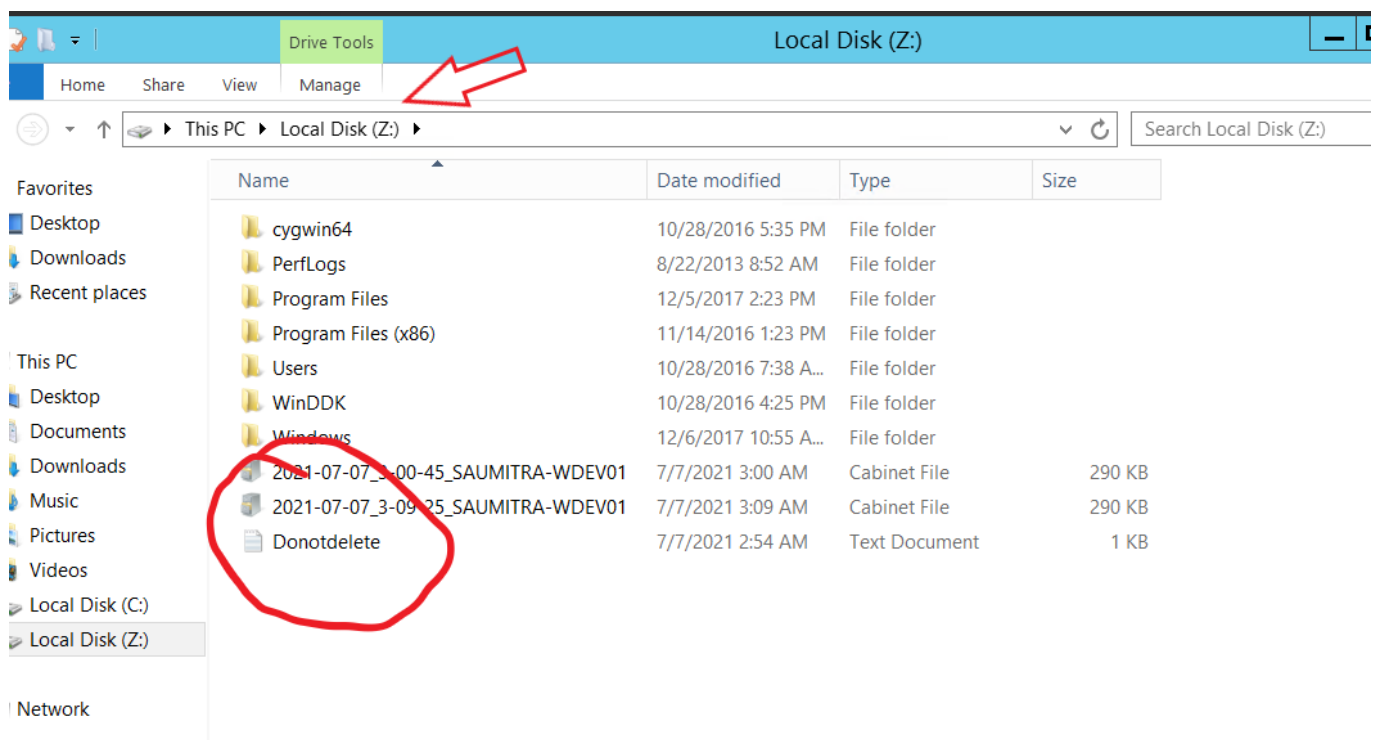 Drive Tools
Local Disk (Z:)
Home Share View Manage
This PC Local Disk (Z:)
Search Local Disk (Z:)
Favorites
Desktop
Downloads
Recent places
This PC
Desktop
Documents
Downloads
Music
Pictures
Videos
Local Disk (C:)
Local Disk (Z:)
Network
Name Date modified Type Size
cygwin64 10/28/2016 5:35 PM File folder
PerfLogs 8/22/2013 8:52 AM File folder
Program Files 12/5/2017 2:23 PM File folder
Program Files (x86) 11/14/2016 1:23 PM File folder
Users 10/28/2016 7:38 A... File folder
WinDDK 10/28/2016 4:25 PM File folder
Windows 12/6/2017 10:55 A... File folder
2021-07-07_3-00-45_SAUMITRA-WDEV01 7/7/2021 3:00 AM Cabinet File 290 KB
2021-07-07_3-09-25_SAUMITRA-WDEV01 7/7/2021 3:09 AM Cabinet File 290 KB
Donotdelete 7/7/2021 2:54 AM Text Document 1 KB